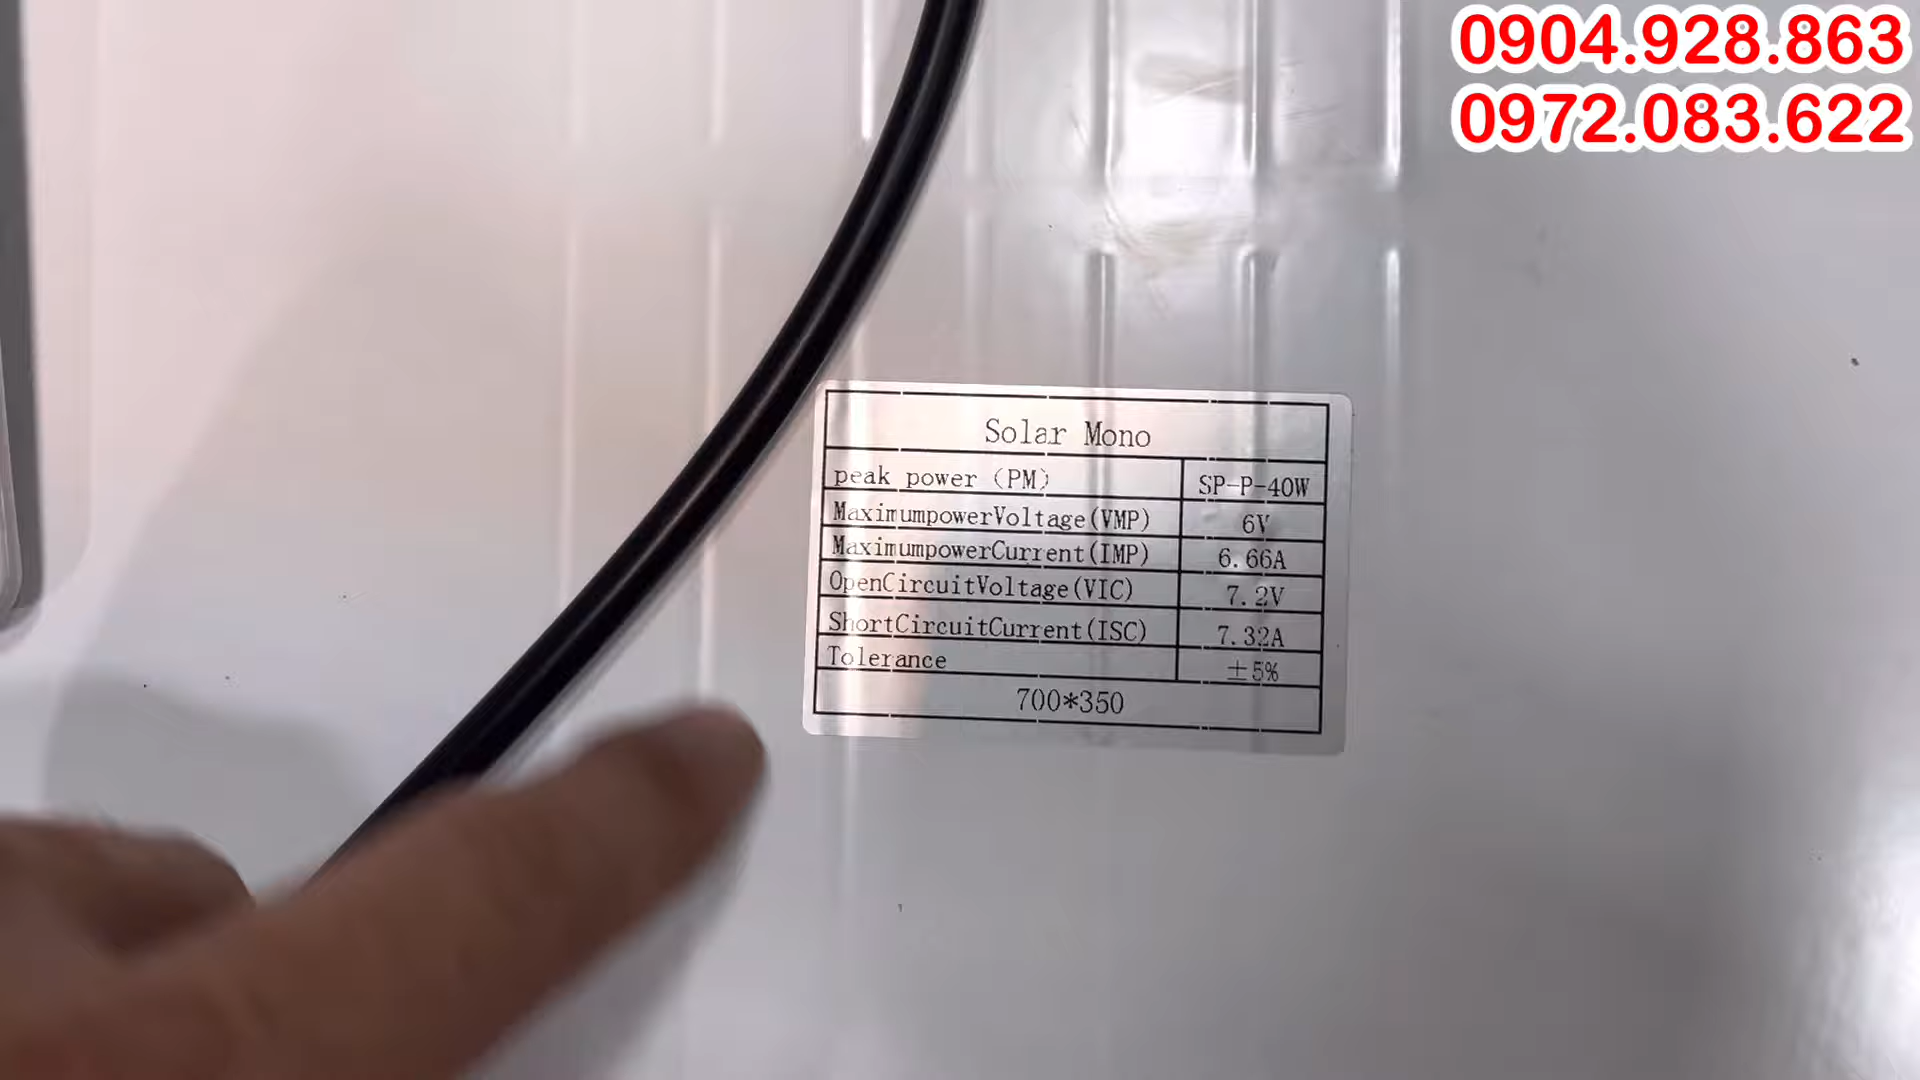 0904.928.863
0972.083.622
Solar Mono
peak power (PM) SP-P-40W
MaximumpowerVoltage(VMP) 6V
MaximumpowerCurrent(IMP) 6.66A
OpenCircuitVoltage(VIC) 7.2V
ShortCircuitCurrent(ISC) 7.32A
Tolerance ±5%
700*350